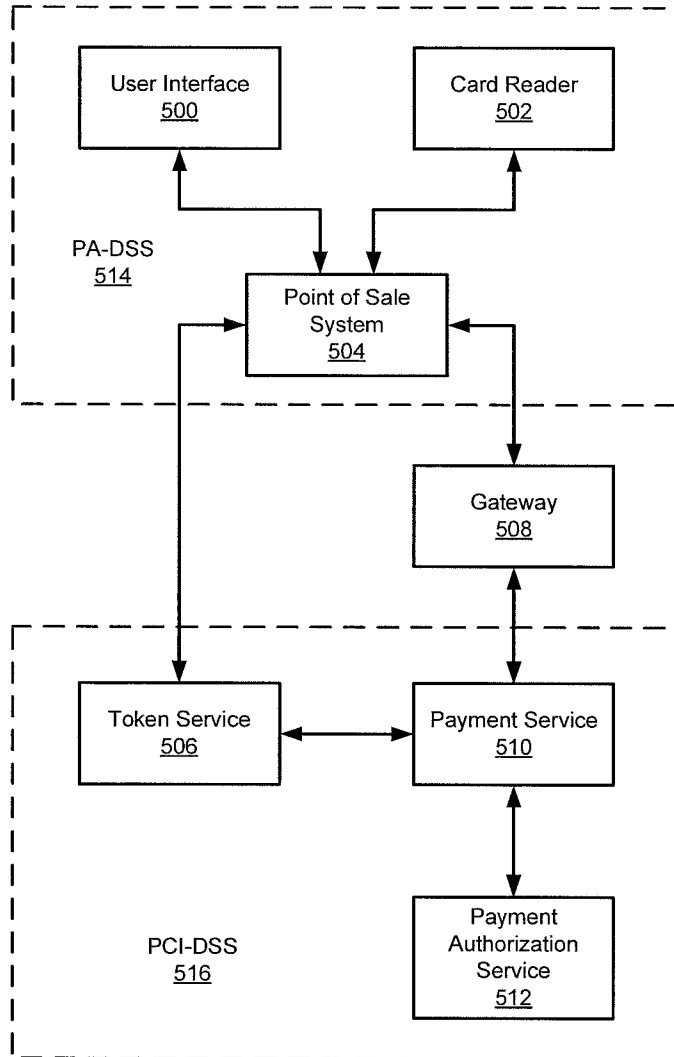 User Interface
500
Card Reader
502
PA-DSS
514
Point of Sale
System
504
Gateway
508
Token Service
506
Payment Service
510
PCI-DSS
516
Payment
Authorization
Service
512